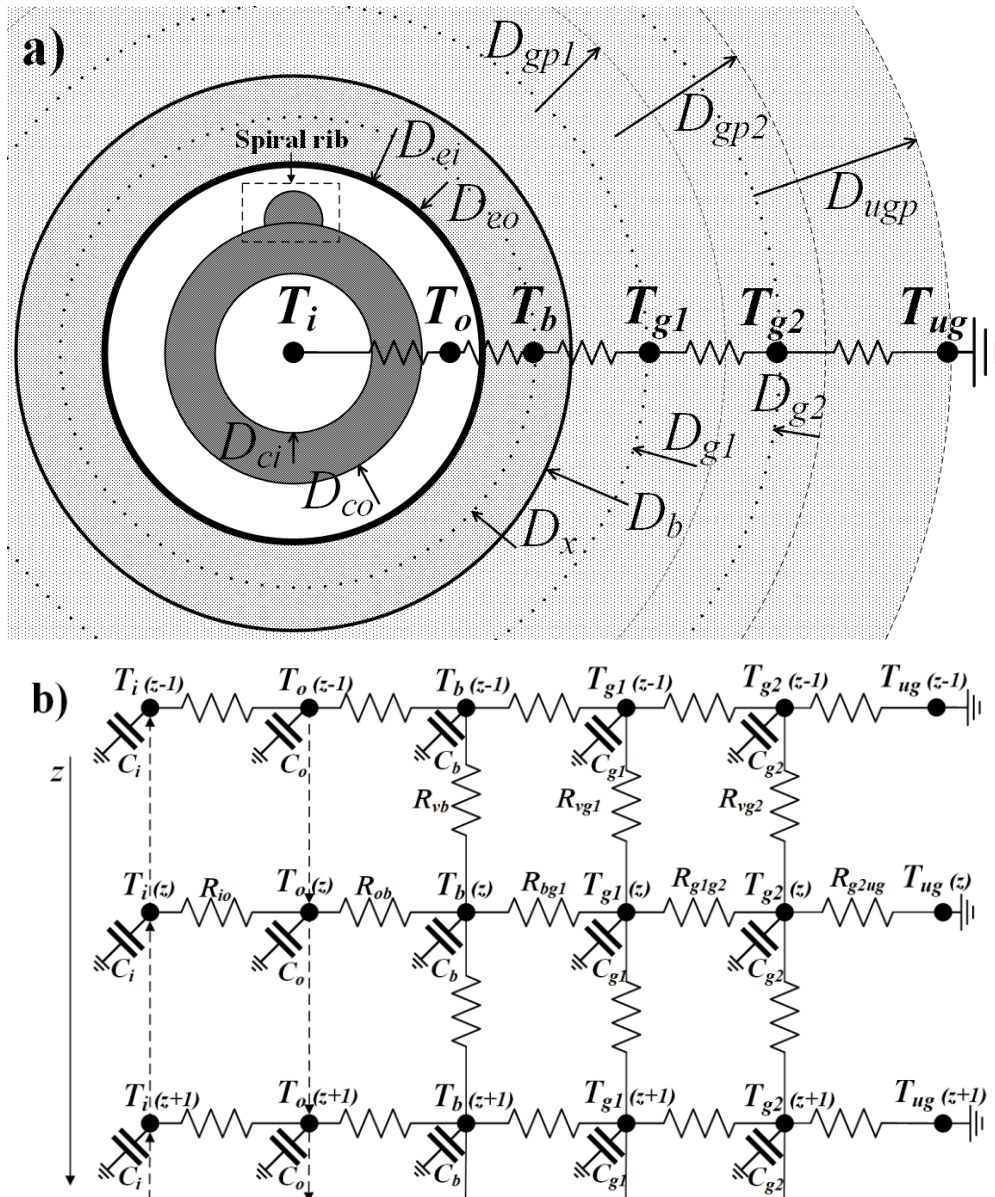 a)
D_gp1
D_gp2
D_ugp
Spiral rib
D_ei
D_eo
T_i T_o T_b T_g1 T_g2 T_ug
D_ci
D_co
D_x
D_b
D_g1
D_g2
b)
T_i (z-1) T_o (z-1) T_b (z-1) T_g1 (z-1) T_g2 (z-1) T_ug (z-1)
C_i C_o C_b C_g1 C_g2
z
R_vb R_vg1 R_vg2
T_i (z) R_io T_o (z) R_ob T_b (z) R_bg1 T_g1 (z) R_g1g2 T_g2 (z) R_g2ug T_ug (z)
C_i C_o C_b C_g1 C_g2
T_i (z+1) T_o (z+1) T_b (z+1) T_g1 (z+1) T_g2 (z+1) T_ug (z+1)
C_i C_o C_b C_g1 C_g2